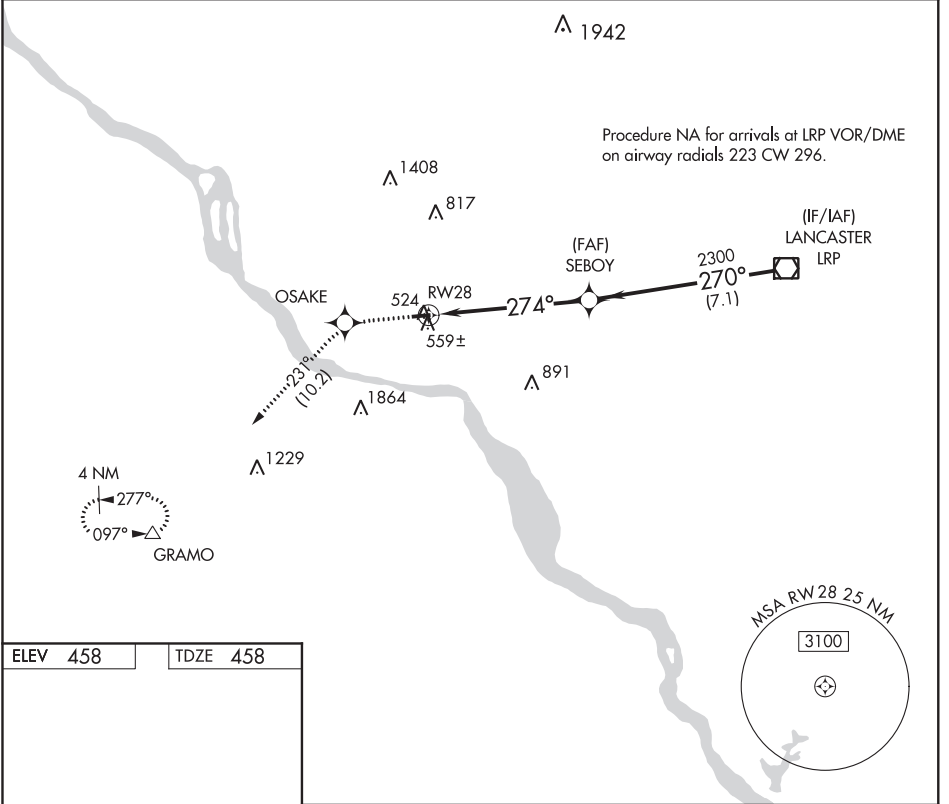 1942
Procedure NA for arrivals at LRP VOR/DME
on airway radials 223 CW 296.
1408
817
(IF/IAF)
LANCASTER
LRP
(FAF)
SEBOY
2300
270°
(7.1)
OSAKE
524
RW28
274°
559±
231°
(10.2)
891
1864
1229
4 NM
277°
097°
GRAMO
MSA RW28 25 NM
3100
ELEV 458
TDZE 458